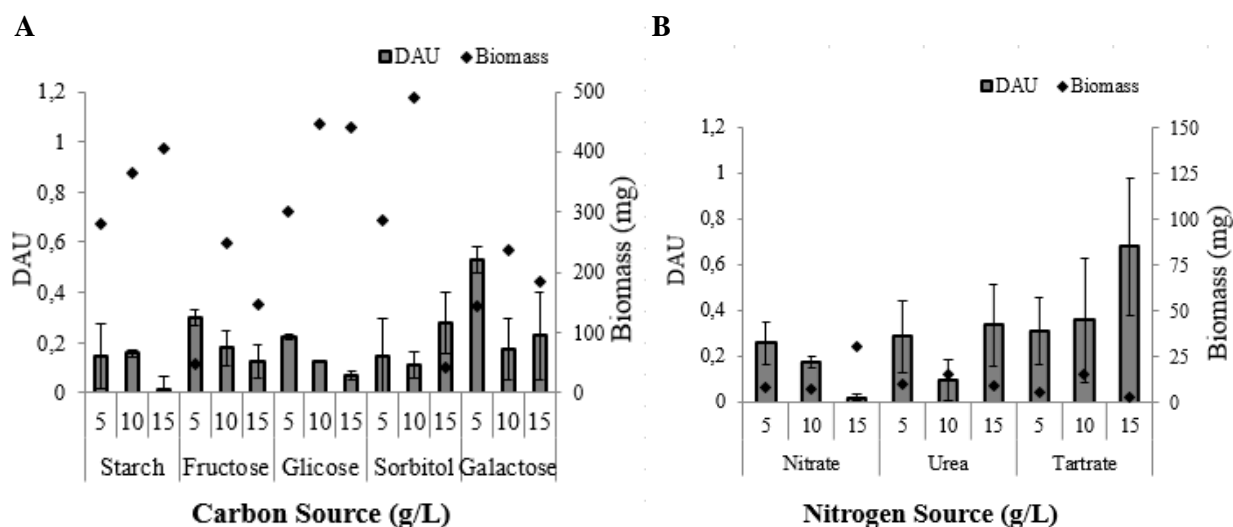 A
DAU Biomass
1,2
1
0,8
0,6
0,4
0,2
0
DAU
500
400
300
200
100
0
Biomass (mg)
5 10 15 5 10 15 5 10 15 5 10 15 5 10 15
Starch Fructose Glicose Sorbitol Galactose
Carbon Source (g/L)
B
DAU Biomass
1,2
1
0,8
0,6
0,4
0,2
0
DAU
150
125
100
75
50
25
0
Biomass (mg)
5 10 15 5 10 15 5 10 15
Nitrate Urea Tartrate
Nitrogen Source (g/L)